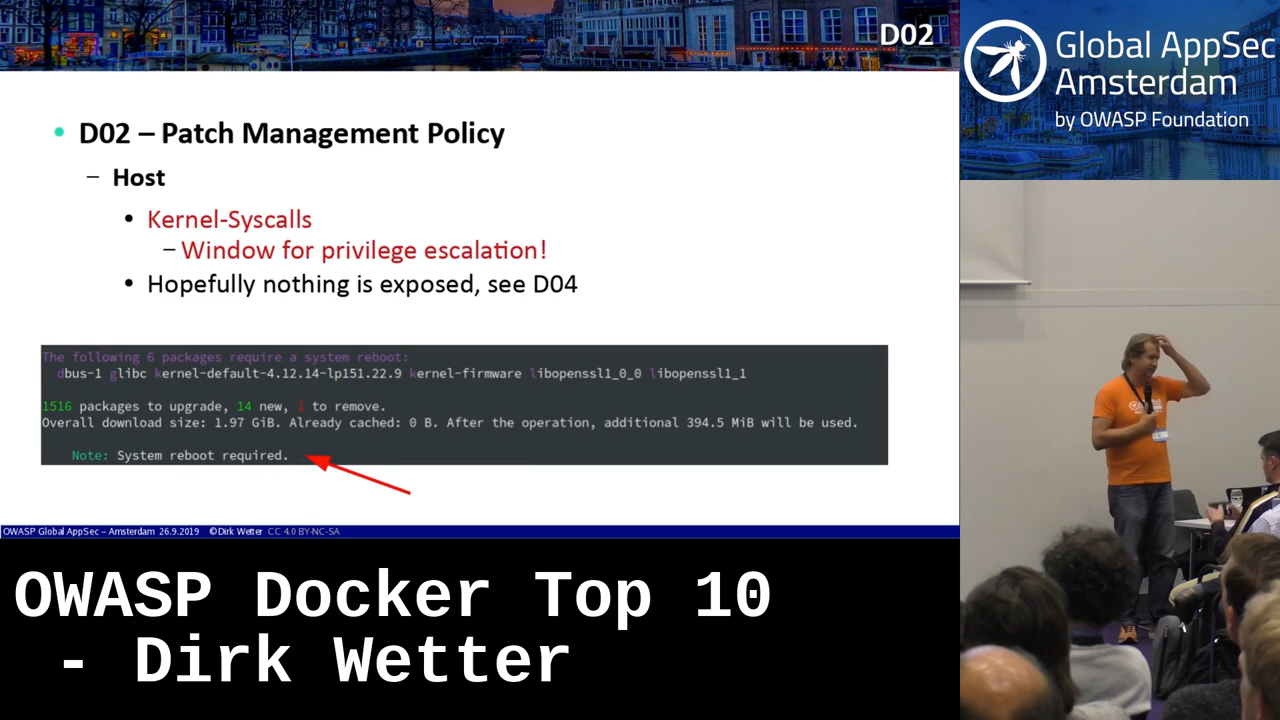 D02
Global AppSec
Amsterdam
by OWASP Foundation
• D02 – Patch Management Policy
– Host
• Kernel-Syscalls
– Window for privilege escalation!
• Hopefully nothing is exposed, see D04
The following 6 packages require a system reboot:
dbus-1 glibc kernel-default-4.12.14-lp151.22.9 kernel-firmware libopenssl1_0_0 libopenssl1_1
1516 packages to upgrade, 14 new, 1 to remove.
Overall download size: 1.97 GiB. Already cached: 0 B. After the operation, additional 394.5 MiB will be used.
Note: System reboot required.
OWASP Global AppSec – Amsterdam 26.9.2019 ©Dirk Wetter CC 4.0 BY-NC-SA
OWASP Docker Top 10
- Dirk Wetter